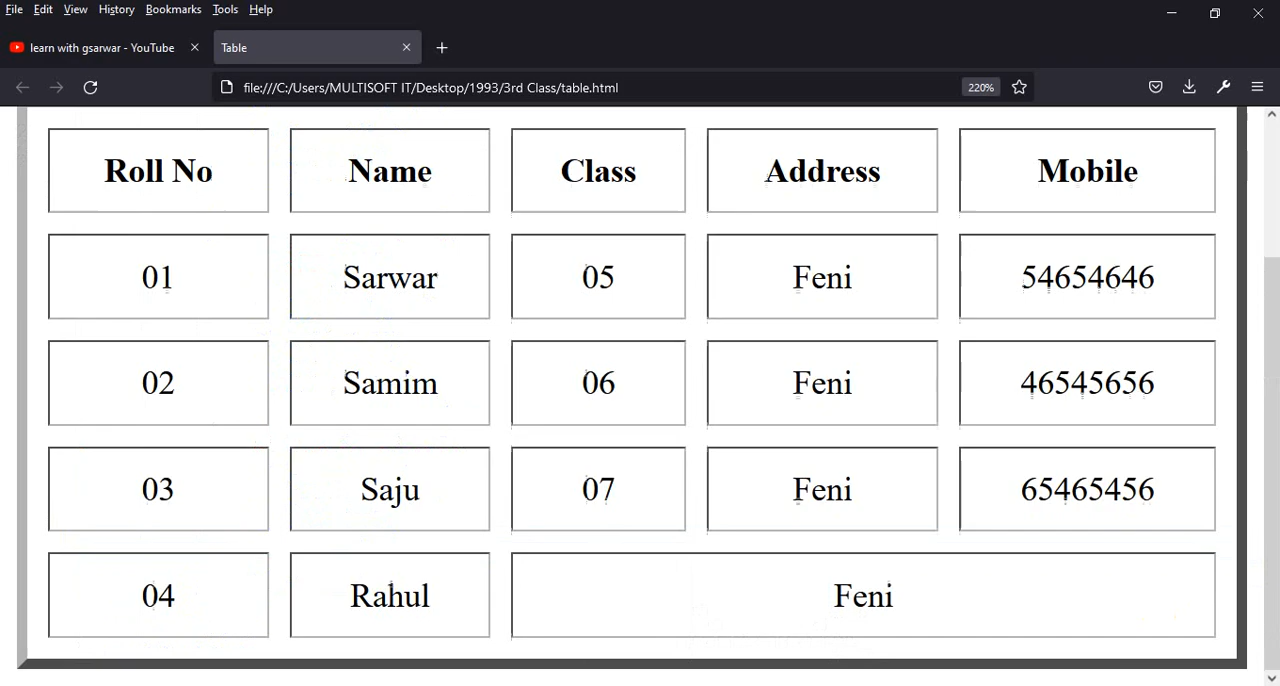 File Edit View History Bookmarks Tools Help
learn with gsarwar - YouTube Table
file:///C:/Users/MULTISOFT IT/Desktop/1993/3rd Class/table.html 220%
Roll No Name Class Address Mobile
01 Sarwar 05 Feni 54654646
02 Samim 06 Feni 46545656
03 Saju 07 Feni 65465456
04 Rahul Feni